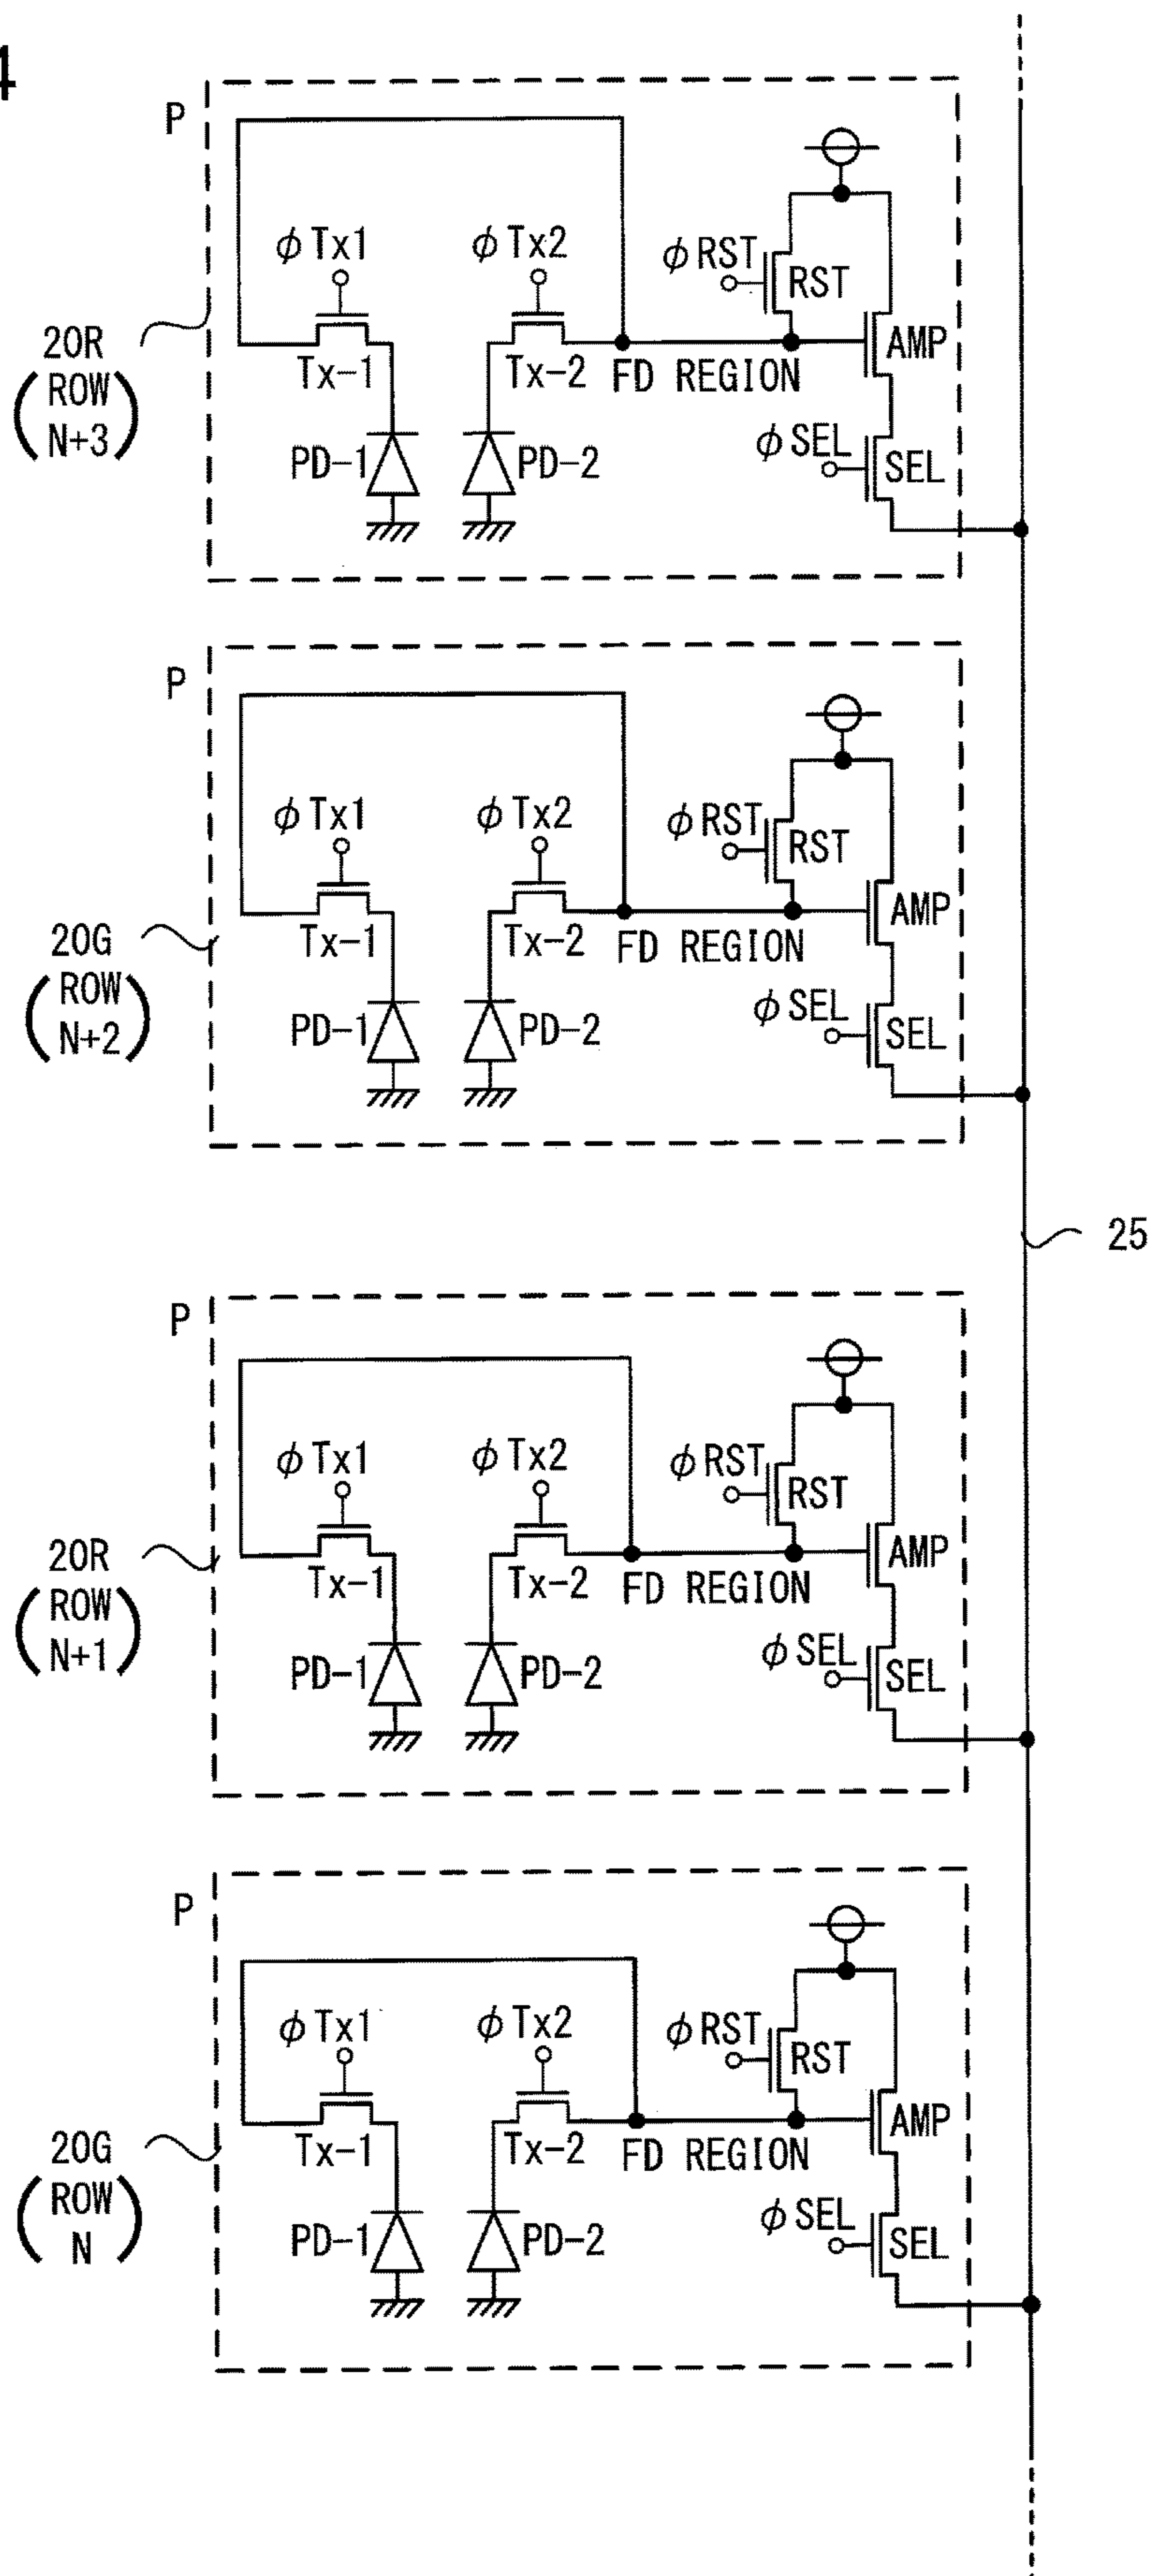 4
P
φTx1 φTx2 φRST RST
20R
(ROW N+3)
Tx-1 Tx-2 FD REGION AMP
PD-1 PD-2 φSEL SEL
P
φTx1 φTx2 φRST RST
20G
(ROW N+2)
Tx-1 Tx-2 FD REGION AMP
PD-1 PD-2 φSEL SEL
25
P
φTx1 φTx2 φRST RST
20R
(ROW N+1)
Tx-1 Tx-2 FD REGION AMP
PD-1 PD-2 φSEL SEL
P
φTx1 φTx2 φRST RST
20G
(ROW N)
Tx-1 Tx-2 FD REGION AMP
PD-1 PD-2 φSEL SEL